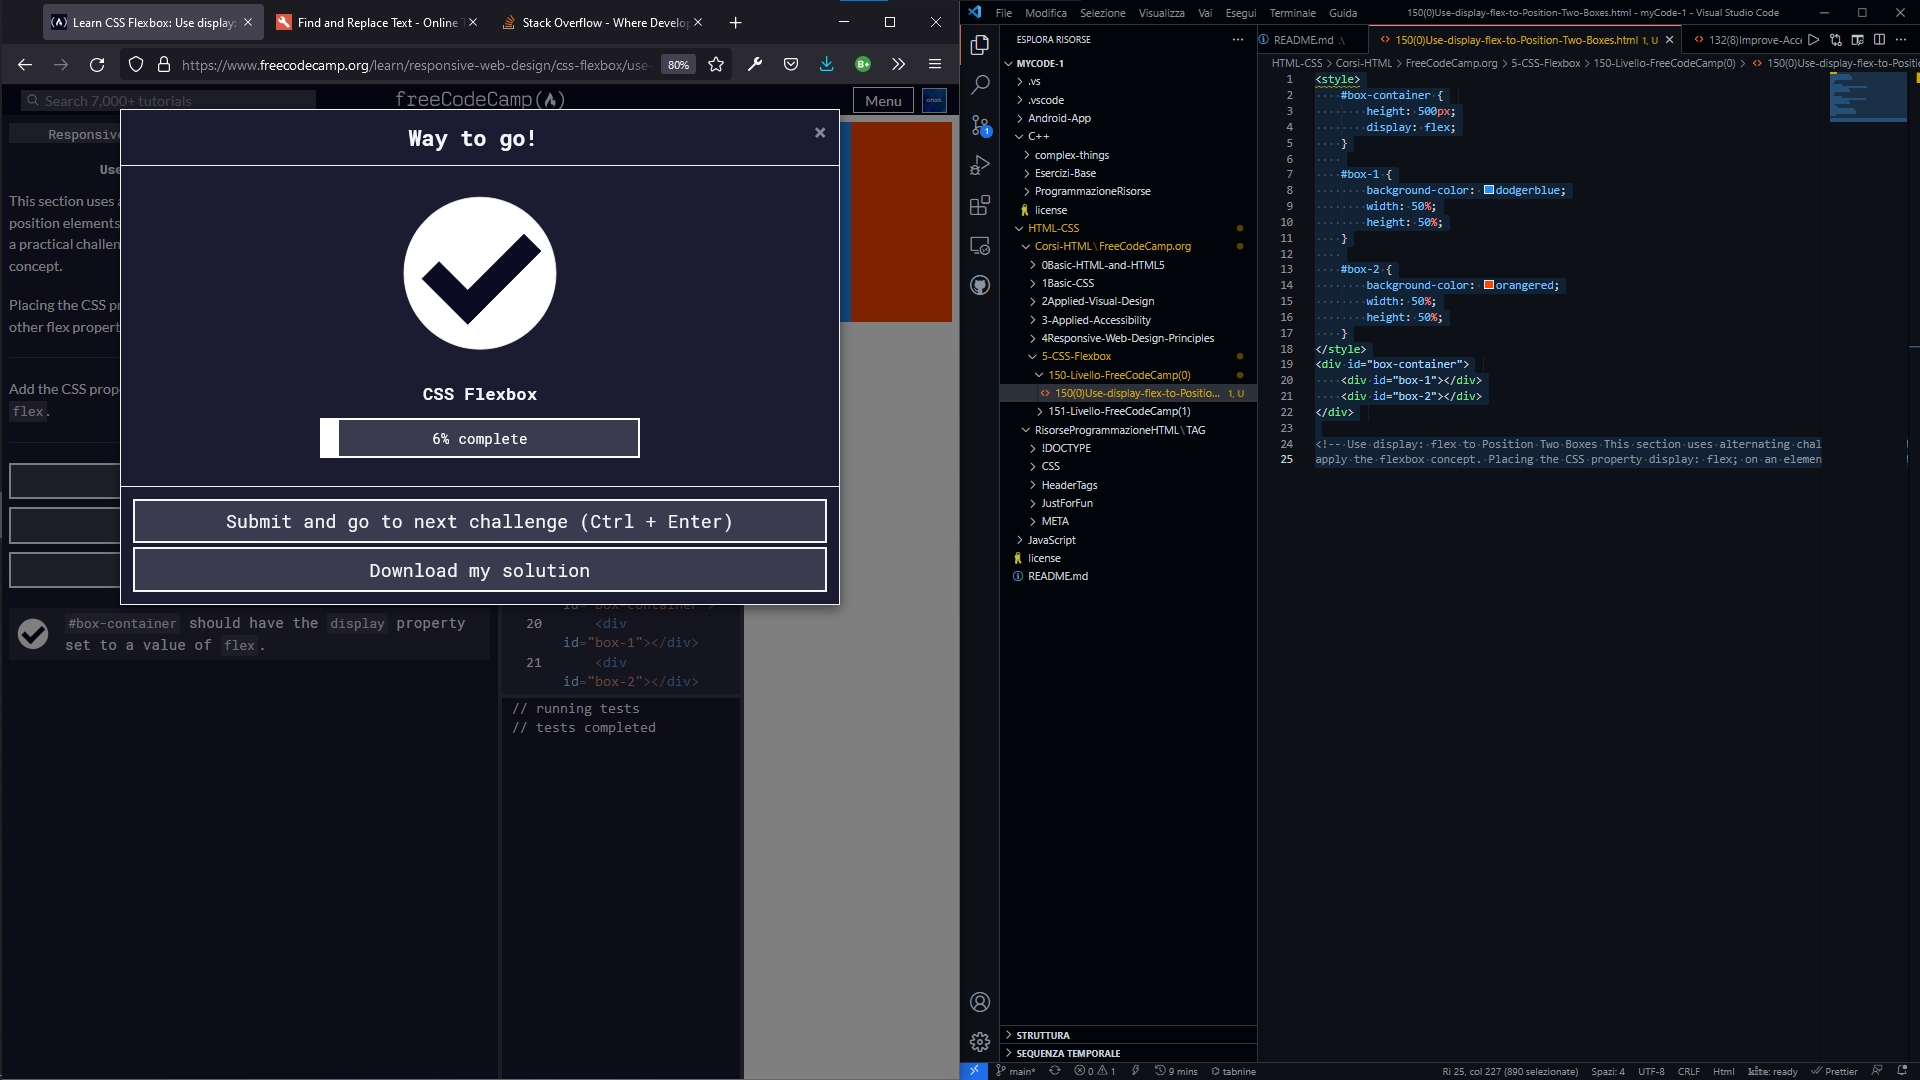 Learn CSS Flexbox: Use display:
Find and Replace Text - Online T
Stack Overflow - Where Develop
https://www.freecodecamp.org/learn/responsive-web-design/css-flexbox/use-
80%
Search 7,000+ tutorials
freeCodeCamp
Menu
Responsive
Way to go!
Use
This section uses a
position elements
a practical challen
concept.
Placing the CSS pr
other flex property
Add the CSS prope
flex.
CSS Flexbox
6% complete
Submit and go to next challenge (Ctrl + Enter)
Download my solution
#box-container should have the display property
set to a value of flex.
id="box-container">
20 <div
id="box-1"></div>
21 <div
id="box-2"></div>
// running tests
// tests completed
File Modifica Selezione Visualizza Vai Esegui Terminale Guida
150(0)Use-display-flex-to-Position-Two-Boxes.html - myCode-1 - Visual Studio Code
ESPLORA RISORSE
MYCODE-1
.vs
.vscode
Android-App
C++
complex-things
Esercizi-Base
ProgrammazioneRisorse
license
HTML-CSS
Corsi-HTML\FreeCodeCamp.org
0Basic-HTML-and-HTML5
1Basic-CSS
2Applied-Visual-Design
3-Applied-Accessibility
4Responsive-Web-Design-Principles
5-CSS-Flexbox
150-Livello-FreeCodeCamp(0)
150(0)Use-display-flex-to-Positio... 1, U
151-Livello-FreeCodeCamp(1)
RisorseProgrammazioneHTML\TAG
!DOCTYPE
CSS
HeaderTags
JustForFun
META
JavaScript
license
README.md
STRUTTURA
SEQUENZA TEMPORALE
README.md .\
150(0)Use-display-flex-to-Position-Two-Boxes.html 1, U
132(8)Improve-Acce
HTML-CSS > Corsi-HTML > FreeCodeCamp.org > 5-CSS-Flexbox > 150-Livello-FreeCodeCamp(0) > 150(0)Use-display-flex-to-Positi
1 <style>
2 #box-container {
3 height: 500px;
4 display: flex;
5 }
6
7 #box-1 {
8 background-color: dodgerblue;
9 width: 50%;
10 height: 50%;
11 }
12
13 #box-2 {
14 background-color: orangered;
15 width: 50%;
16 height: 50%;
17 }
18 </style>
19 <div id="box-container">
20 <div id="box-1"></div>
21 <div id="box-2"></div>
22 </div>
23
24 <!-- Use display: flex to Position Two Boxes This section uses alternating chal
25 apply the flexbox concept. Placing the CSS property display: flex; on an elemen
main* 0 1 9 mins tabnine
Ri 25, col 227 (890 selezionate) Spazi: 4 UTF-8 CRLF Html kite: ready Prettier